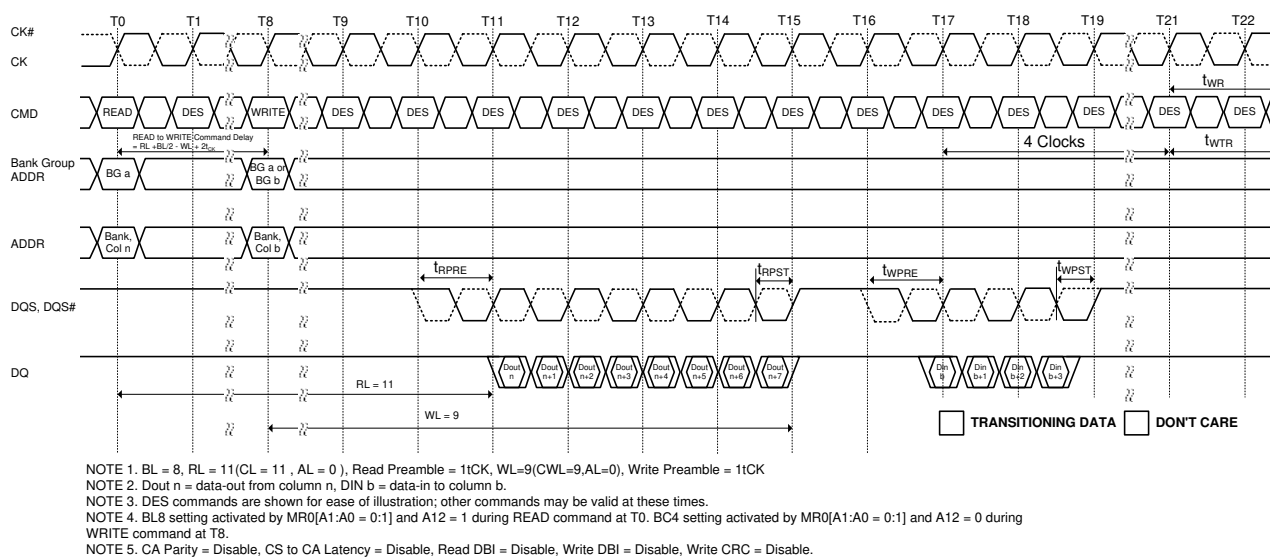 T0 T1 T8 T9 T10 T11 T12 T13 T14 T15 T16 T17 T18 T19 T21 T22
CK#
CK
tWR
CMD
READ DES WRITE DES DES DES DES DES DES DES DES DES DES DES DES DES
READ to WRITE Command Delay
= RL +BL/2 - WL + 2tCK
4 Clocks
tWTR
Bank Group
ADDR
BG a
BG a or
BG b
ADDR
Bank,
Col n
Bank,
Col b
tRPRE tRPST tWPRE tWPST
DQS, DQS#
DQ
Dout Dout Dout Dout Dout Dout Dout Dout Din Din Din Din
n n+1 n+2 n+3 n+4 n+5 n+6 n+7 b b+1 b+2 b+3
RL = 11
WL = 9
TRANSITIONING DATA DON'T CARE
NOTE 1. BL = 8, RL = 11(CL = 11 , AL = 0 ), Read Preamble = 1tCK, WL=9(CWL=9,AL=0), Write Preamble = 1tCK
NOTE 2. Dout n = data-out from column n, DIN b = data-in to column b.
NOTE 3. DES commands are shown for ease of illustration; other commands may be valid at these times.
NOTE 4. BL8 setting activated by MR0[A1:A0 = 0:1] and A12 = 1 during READ command at T0. BC4 setting activated by MR0[A1:A0 = 0:1] and A12 = 0 during
WRITE command at T8.
NOTE 5. CA Parity = Disable, CS to CA Latency = Disable, Read DBI = Disable, Write DBI = Disable, Write CRC = Disable.